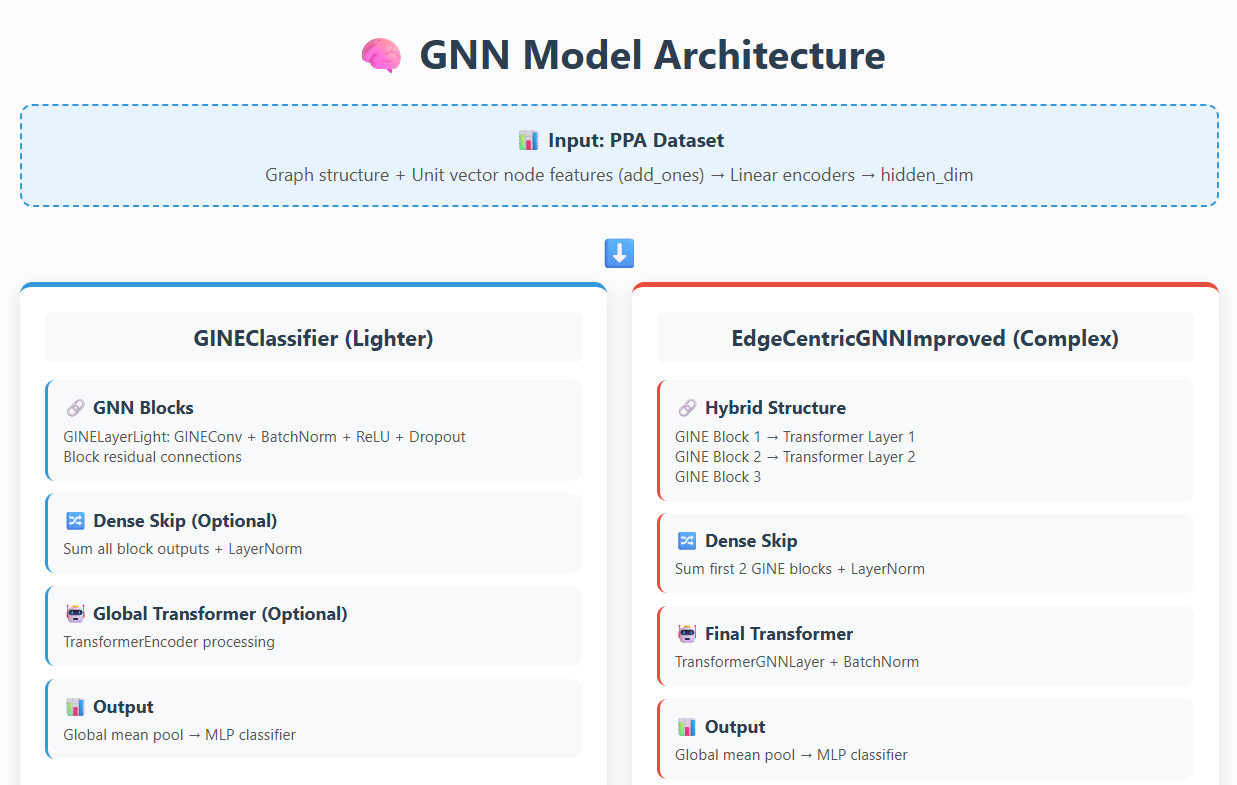 GNN Model Architecture
Input: PPA Dataset
Graph structure + Unit vector node features (add_ones) → Linear encoders → hidden_dim
GINEClassifier (Lighter)
GNN Blocks
GINELayerLight: GINEConv + BatchNorm + ReLU + Dropout
Block residual connections
Dense Skip (Optional)
Sum all block outputs + LayerNorm
Global Transformer (Optional)
TransformerEncoder processing
Output
Global mean pool → MLP classifier
EdgeCentricGNNImproved (Complex)
Hybrid Structure
GINE Block 1 → Transformer Layer 1
GINE Block 2 → Transformer Layer 2
GINE Block 3
Dense Skip
Sum first 2 GINE blocks + LayerNorm
Final Transformer
TransformerGNNLayer + BatchNorm
Output
Global mean pool → MLP classifier